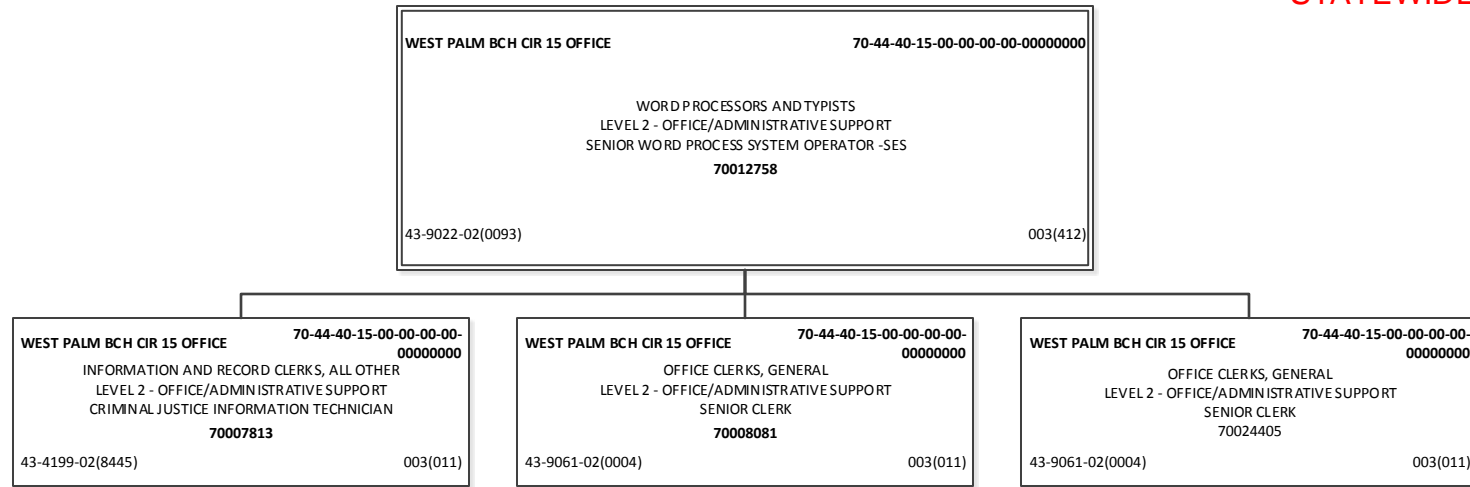 STATEWIDE
WEST PALM BCH CIR 15 OFFICE 70-44-40-15-00-00-00-00-00000000
WORD PROCESSORS AND TYPISTS
LEVEL 2 - OFFICE/ADMINISTRATIVE SUPPORT
SENIOR WORD PROCESS SYSTEM OPERATOR -SES
70012758
43-9022-02(0093) 003(412)
WEST PALM BCH CIR 15 OFFICE 70-44-40-15-00-00-00-00-
00000000
INFORMATION AND RECORD CLERKS, ALL OTHER
LEVEL 2 - OFFICE/ADMINISTRATIVE SUPPORT
CRIMINAL JUSTICE INFORMATION TECHNICIAN
70007813
43-4199-02(8445) 003(011)
WEST PALM BCH CIR 15 OFFICE 70-44-40-15-00-00-00-00-
00000000
OFFICE CLERKS, GENERAL
LEVEL 2 - OFFICE/ADMINISTRATIVE SUPPORT
SENIOR CLERK
70008081
43-9061-02(0004) 003(011)
WEST PALM BCH CIR 15 OFFICE 70-44-40-15-00-00-00-00-
00000000
OFFICE CLERKS, GENERAL
LEVEL 2 - OFFICE/ADMINISTRATIVE SUPPORT
SENIOR CLERK
70024405
43-9061-02(0004) 003(011)